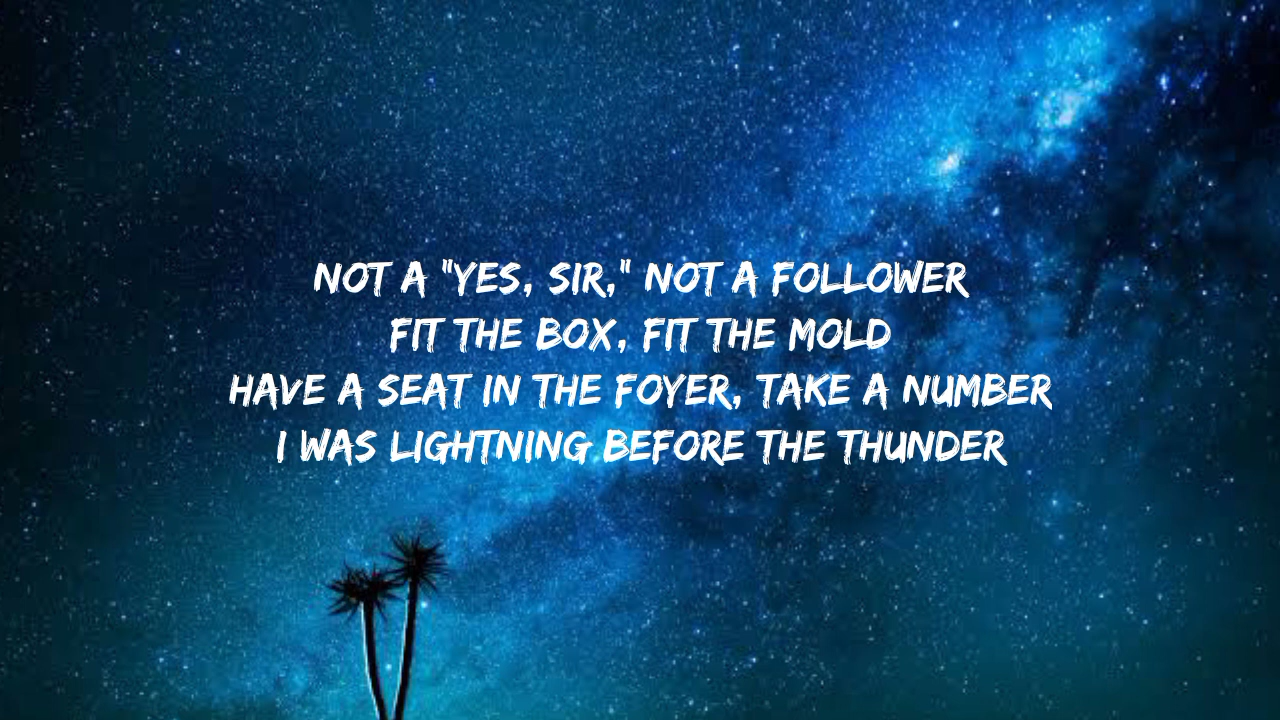 NOT A "YES, SIR," NOT A FOLLOWER
FIT THE BOX, FIT THE MOLD
HAVE A SEAT IN THE FOYER, TAKE A NUMBER
I WAS LIGHTNING BEFORE THE THUNDER